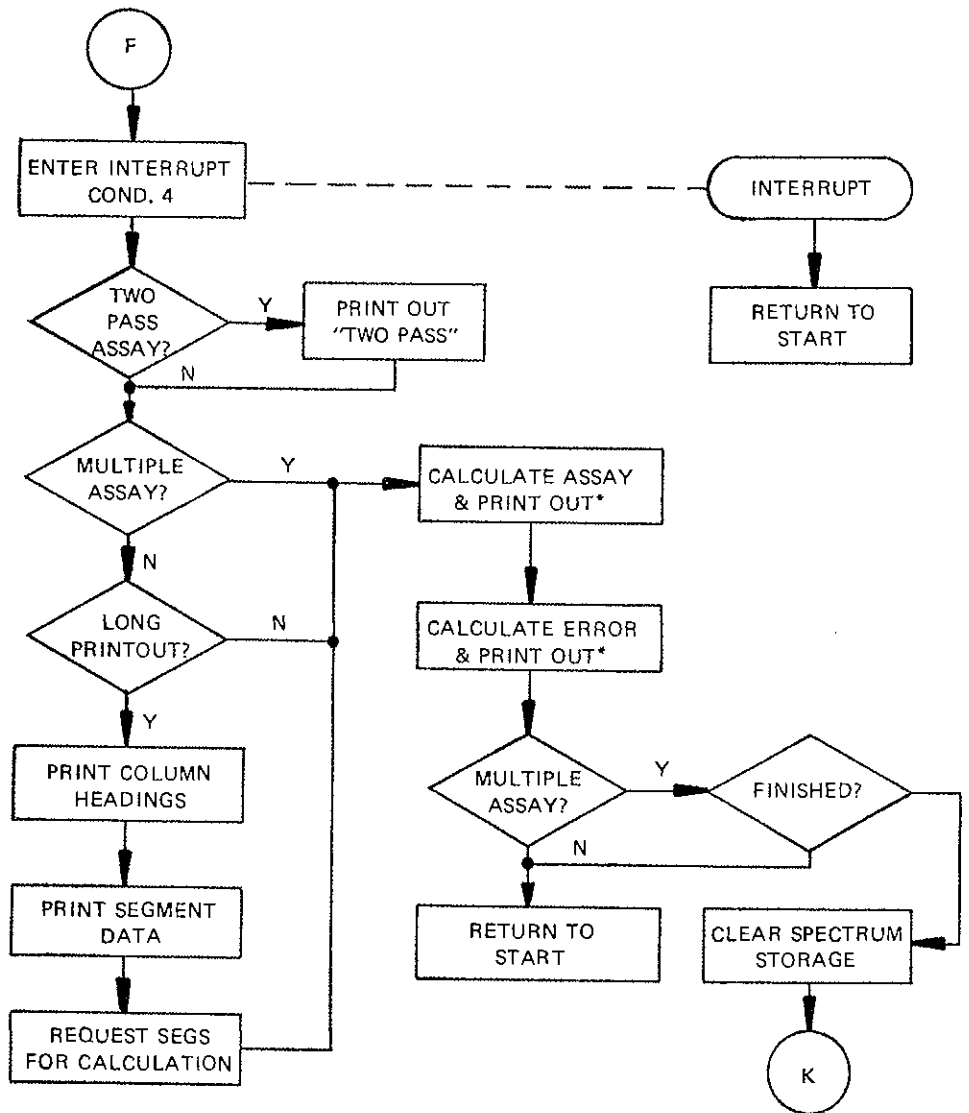 F
ENTER INTERRUPT
COND. 4
INTERRUPT
TWO
PASS
ASSAY?
Y
PRINT OUT
"TWO PASS"
N
RETURN TO
START
MULTIPLE
ASSAY?
Y
CALCULATE ASSAY
& PRINT OUT*
N
LONG
PRINTOUT?
N
CALCULATE ERROR
& PRINT OUT*
Y
PRINT COLUMN
HEADINGS
MULTIPLE
ASSAY?
Y
FINISHED?
N
PRINT SEGMENT
DATA
RETURN TO
START
CLEAR SPECTRUM
STORAGE
REQUEST SEGS
FOR CALCULATION
K